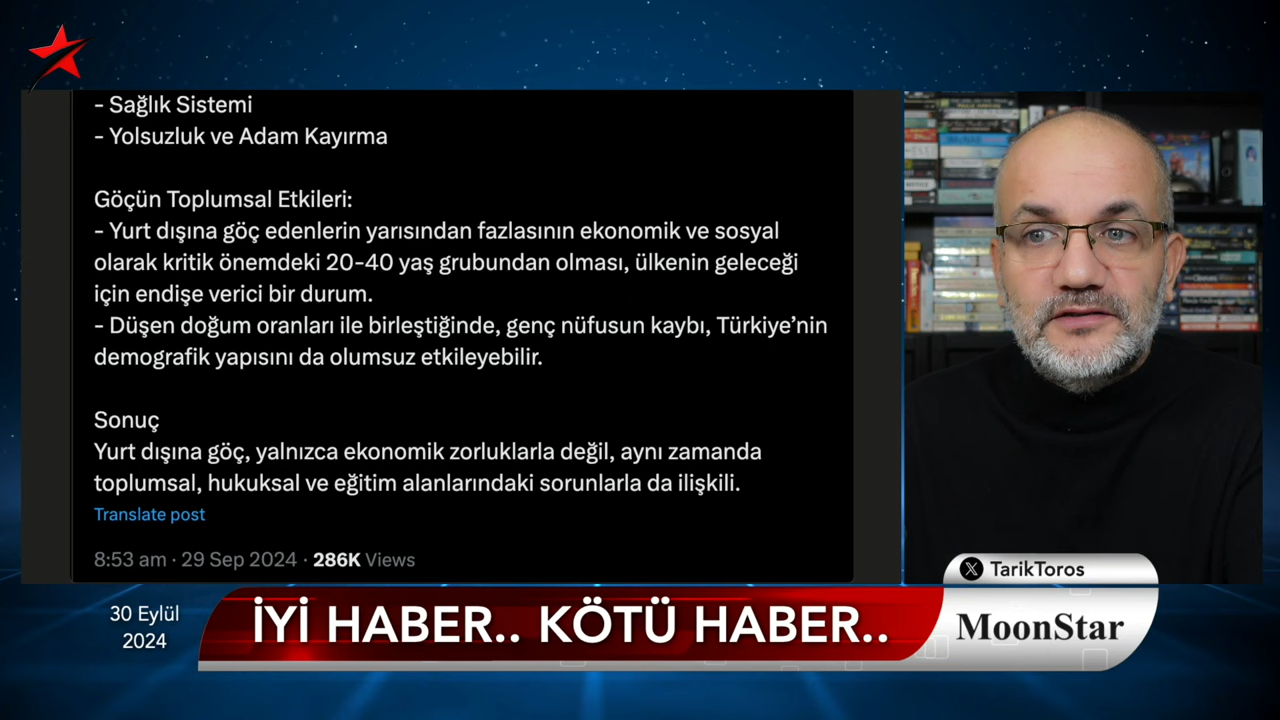 - Sağlık Sistemi
- Yolsuzluk ve Adam Kayırma
Göçün Toplumsal Etkileri:
- Yurt dışına göç edenlerin yarısından fazlasının ekonomik ve sosyal
olarak kritik önemdeki 20-40 yaş grubundan olması, ülkenin geleceği
için endişe verici bir durum.
- Düşen doğum oranları ile birleştiğinde, genç nüfusun kaybı, Türkiye’nin
demografik yapısını da olumsuz etkileyebilir.
Sonuç
Yurt dışına göç, yalnızca ekonomik zorluklarla değil, aynı zamanda
toplumsal, hukuksal ve eğitim alanlarındaki sorunlarla da ilişkili.
Translate post
8:53 am · 29 Sep 2024 · 286K Views
TarikToros
MoonStar
30 Eylül
2024
İYİ HABER.. KÖTÜ HABER..